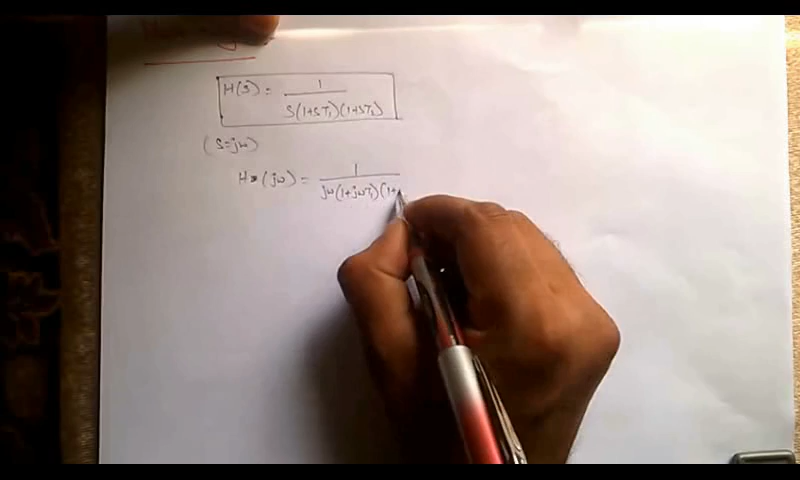 H(S) = 1 / S(1+ST₁)(1+ST₂)
(S=jω)
H(jω) = 1 / jω(1+jωT₁)(1+